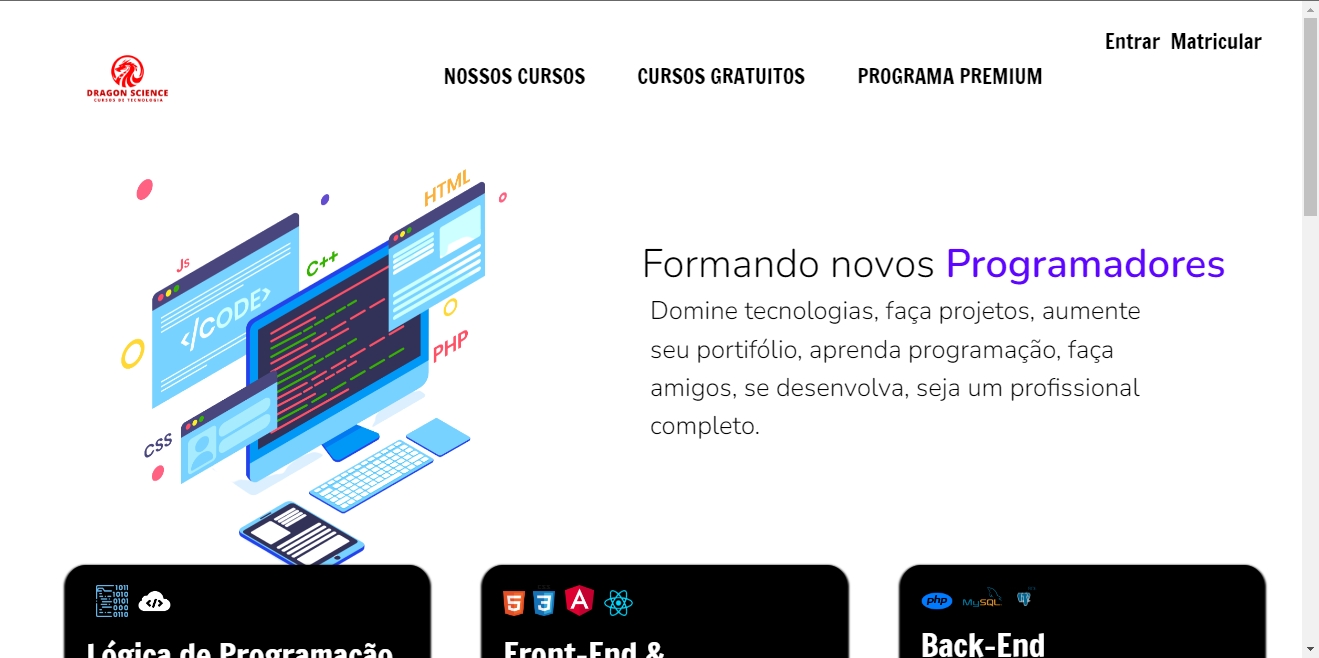 Entrar Matricular
NOSSOS CURSOS CURSOS GRATUITOS PROGRAMA PREMIUM
DRAGON SCIENCE
CURSOS DE TECNOLOGIA
HTML
Js
C++
</CODE>
PHP
CSS
Formando novos Programadores
Domine tecnologias, faça projetos, aumente
seu portifólio, aprenda programação, faça
amigos, se desenvolva, seja um profissional
completo.
1011
1010
0101
000
0110
</>
5
3
A
php
MySQL
Lógica de Programação
Front-End &
Back-End